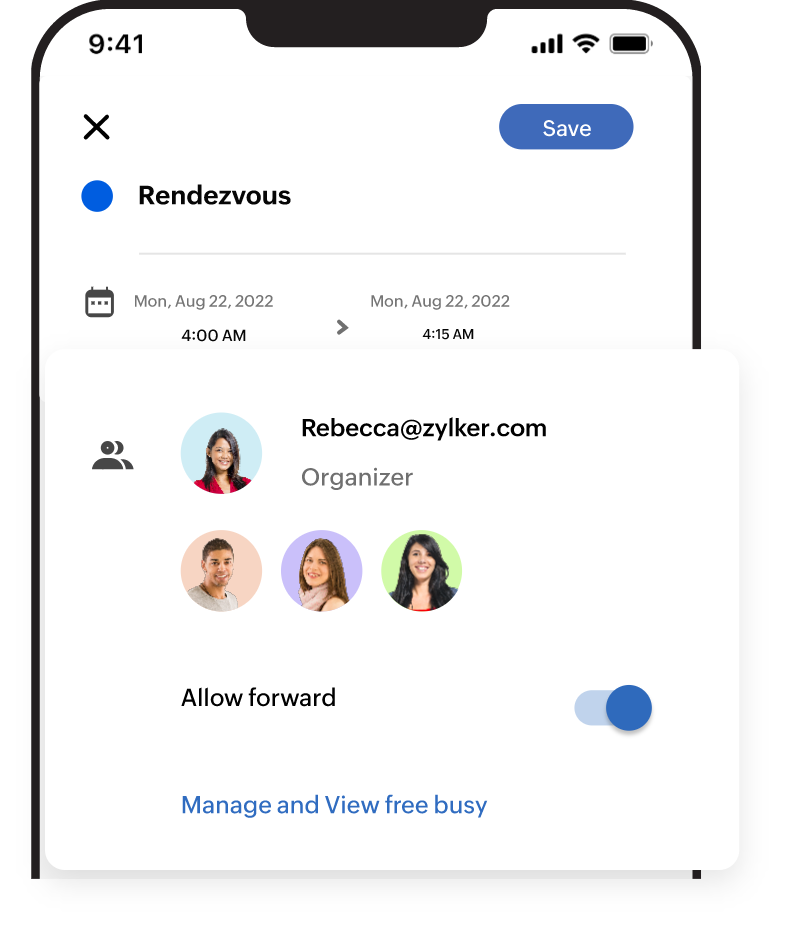 9:41
Save
Rendezvous
Mon, Aug 22, 2022
Mon, Aug 22, 2022
4:00 AM
4:15 AM
Rebecca@zylker.com
Organizer
Allow forward
Manage and View free busy